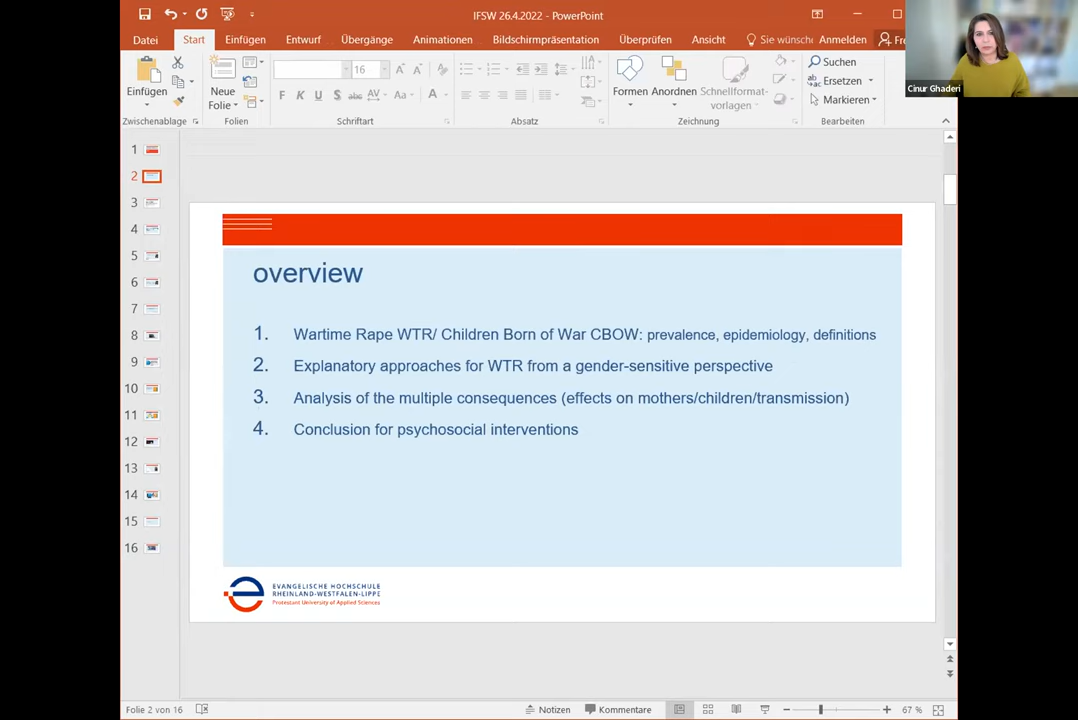 IFSW 26.4.2022 - PowerPoint
Datei Start Einfügen Entwurf Übergänge Animationen Bildschirmpräsentation Überprüfen Ansicht Sie wünsch Anmelden Fre
Einfügen
Neue
Folie
16
F K U S abc AV Aa A
Formen Anordnen Schnellformat-
vorlagen
Suchen
Ersetzen
Markieren
Zwischenablage Folien Schriftart Absatz Zeichnung Bearbeiten
Cinur Ghaderi
1
2
3
4
5
6
7
8
9
10
11
12
13
14
15
16
overview
1. Wartime Rape WTR/ Children Born of War CBOW: prevalence, epidemiology, definitions
2. Explanatory approaches for WTR from a gender-sensitive perspective
3. Analysis of the multiple consequences (effects on mothers/children/transmission)
4. Conclusion for psychosocial interventions
EVANGELISCHE HOCHSCHULE
RHEINLAND-WESTFALEN-LIPPE
Protestant University of Applied Sciences
Folie 2 von 16 Notizen Kommentare 67 %